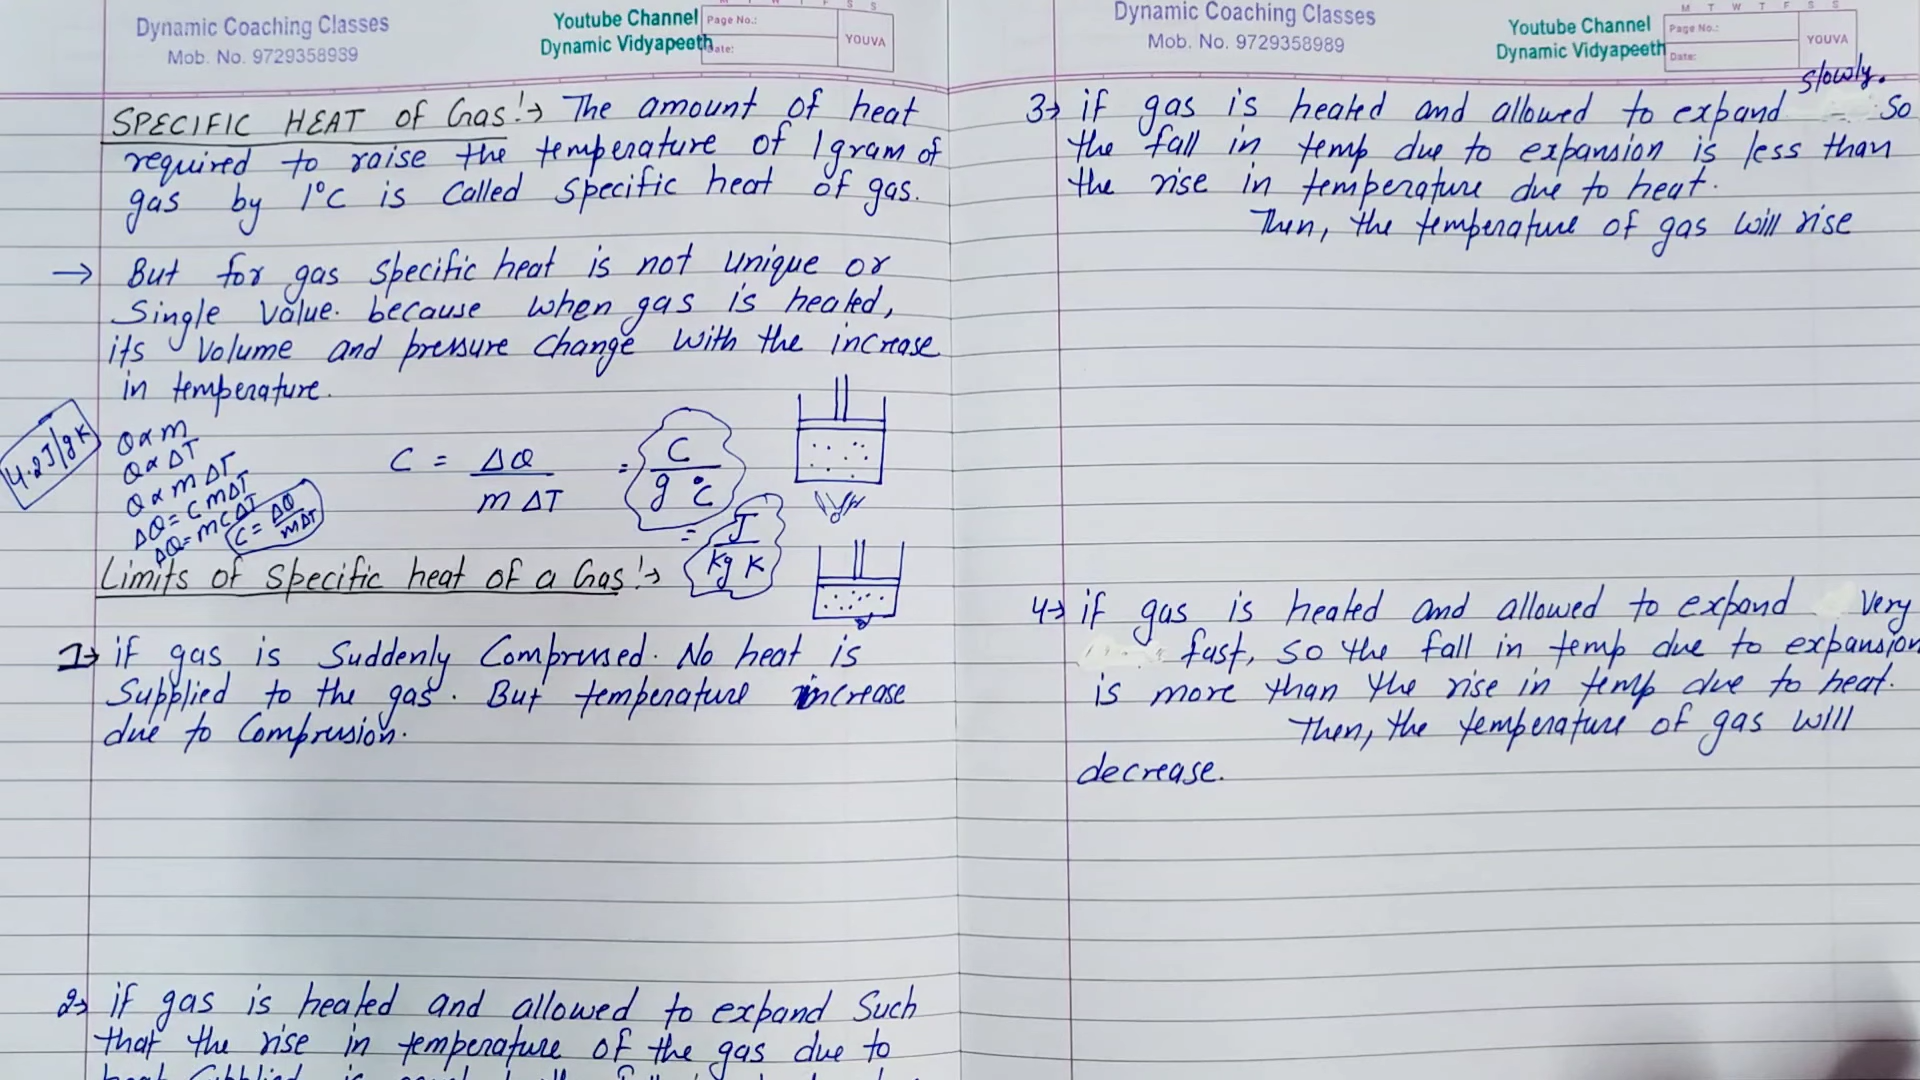 Dynamic Coaching Classes
Mob. No. 9729358989
Youtube Channel
Dynamic Vidyapeeth
Page No.:
Date:
YOUVA
SPECIFIC HEAT of Gas!→ The amount of heat
required to raise the temperature of 1gram of
gas by 1°C is Called Specific heat of gas.
→ But for gas Specific heat is not unique or
Single Value. because when gas is heated,
its Volume and pressure Change With the increase
in temperature.
4.2J/gK
Q∝m
Q∝ΔT
Q∝mΔT
ΔQ=CmΔT
ΔQ=mCΔT
C=ΔQ/mΔT
C = ΔQ/mΔT = C/g°C
= J/kg K
Limits of Specific heat of a Gas!→
1→ if gas is Suddenly Compressed. No heat is
Supplied to the gas. But temperature increase
due to Compression.
2→ if gas is heated and allowed to expand Such
that the rise in temperature of the gas due to
Dynamic Coaching Classes
Mob. No. 9729358989
Youtube Channel
Dynamic Vidyapeeth
M T W T F S S
Page No.:
Date:
YOUVA
3→ if gas is heated and allowed to expand slowly. So
the fall in temp due to expansion is less than
the rise in temperature due to heat.
Then, the temperature of gas will rise
4→ if gas is heated and allowed to expand Very
fast, so the fall in temp due to expansion
is more than the rise in temp due to heat.
Then, the temperature of gas will
decrease.